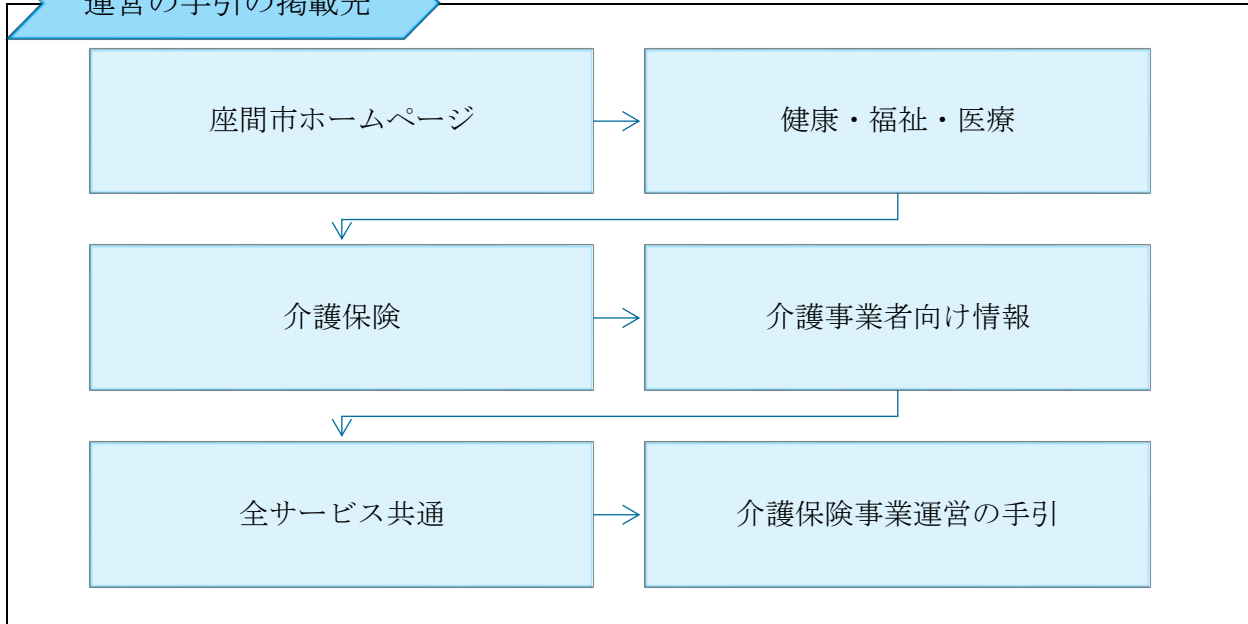 運営の手引の掲載先
座間市ホームページ
健康・福祉・医療
介護保険
介護事業者向け情報
全サービス共通
介護保険事業運営の手引